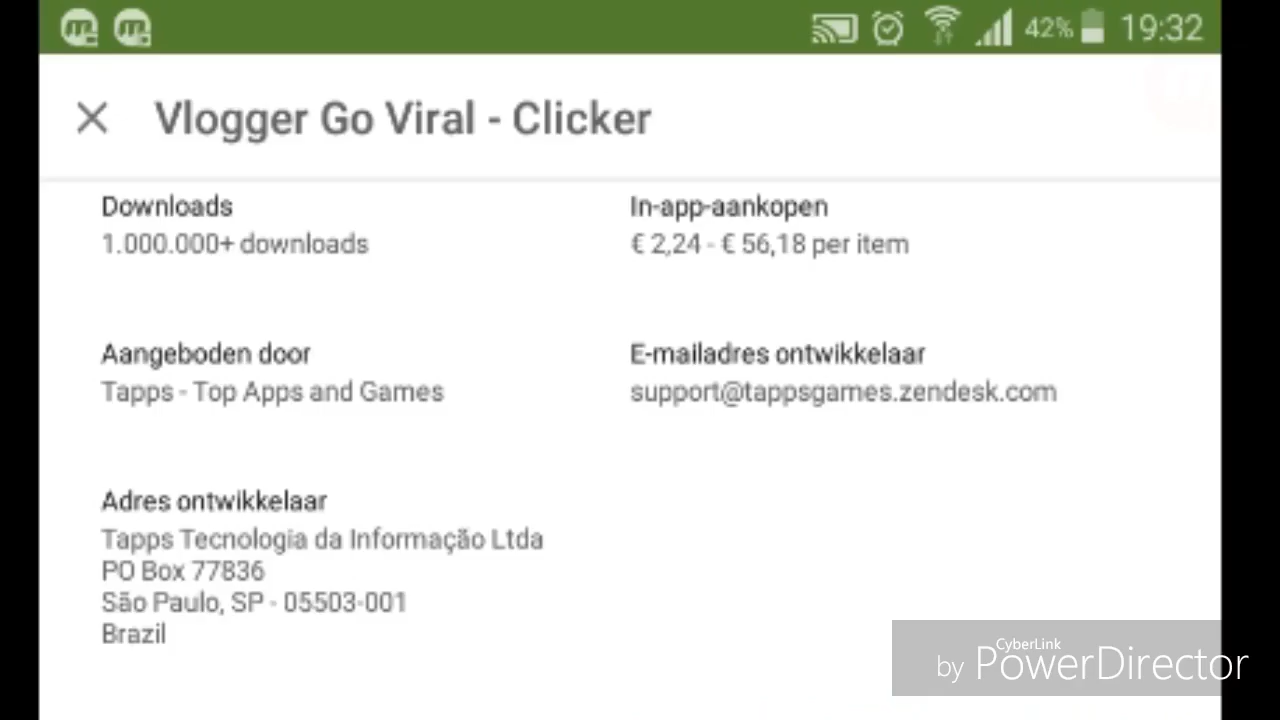 42% 19:32
Vlogger Go Viral - Clicker
Downloads
1.000.000+ downloads
In-app-aankopen
€ 2,24 - € 56,18 per item
Aangeboden door
Tapps - Top Apps and Games
E-mailadres ontwikkelaar
support@tappsgames.zendesk.com
Adres ontwikkelaar
Tapps Tecnologia da Informação Ltda
PO Box 77836
São Paulo, SP - 05503-001
Brazil
CyberLink
by PowerDirector